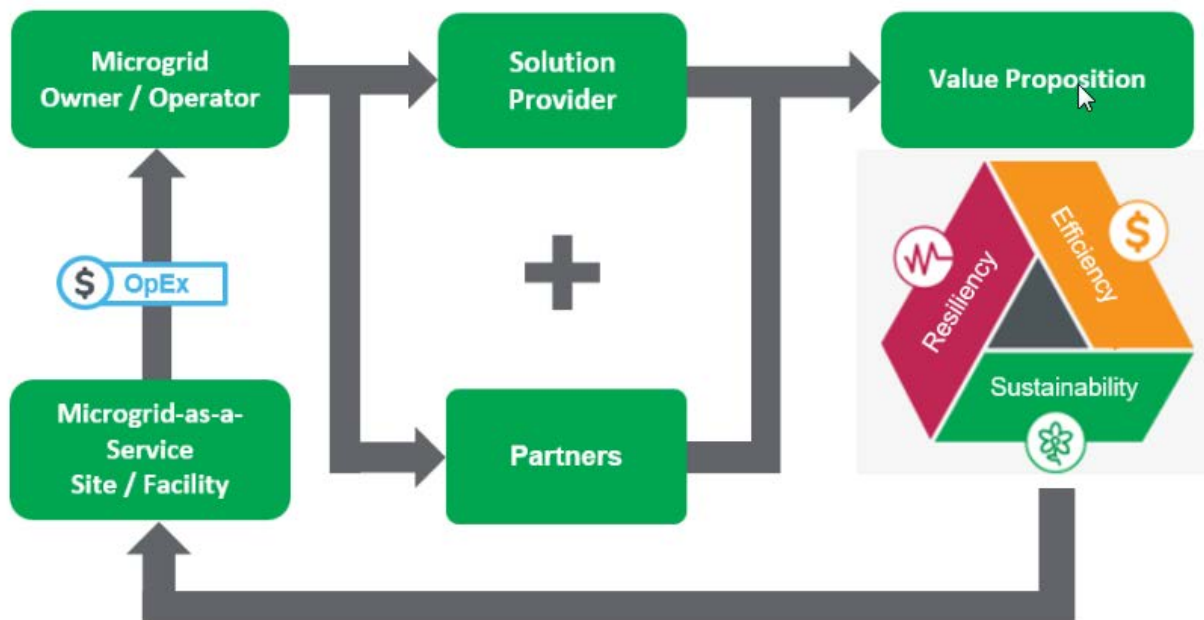 Microgrid
Owner / Operator
Solution
Provider
Value Proposition
$ OpEx
Resiliency
Efficiency
$
Sustainability
Microgrid-as-a-
Service
Site / Facility
Partners